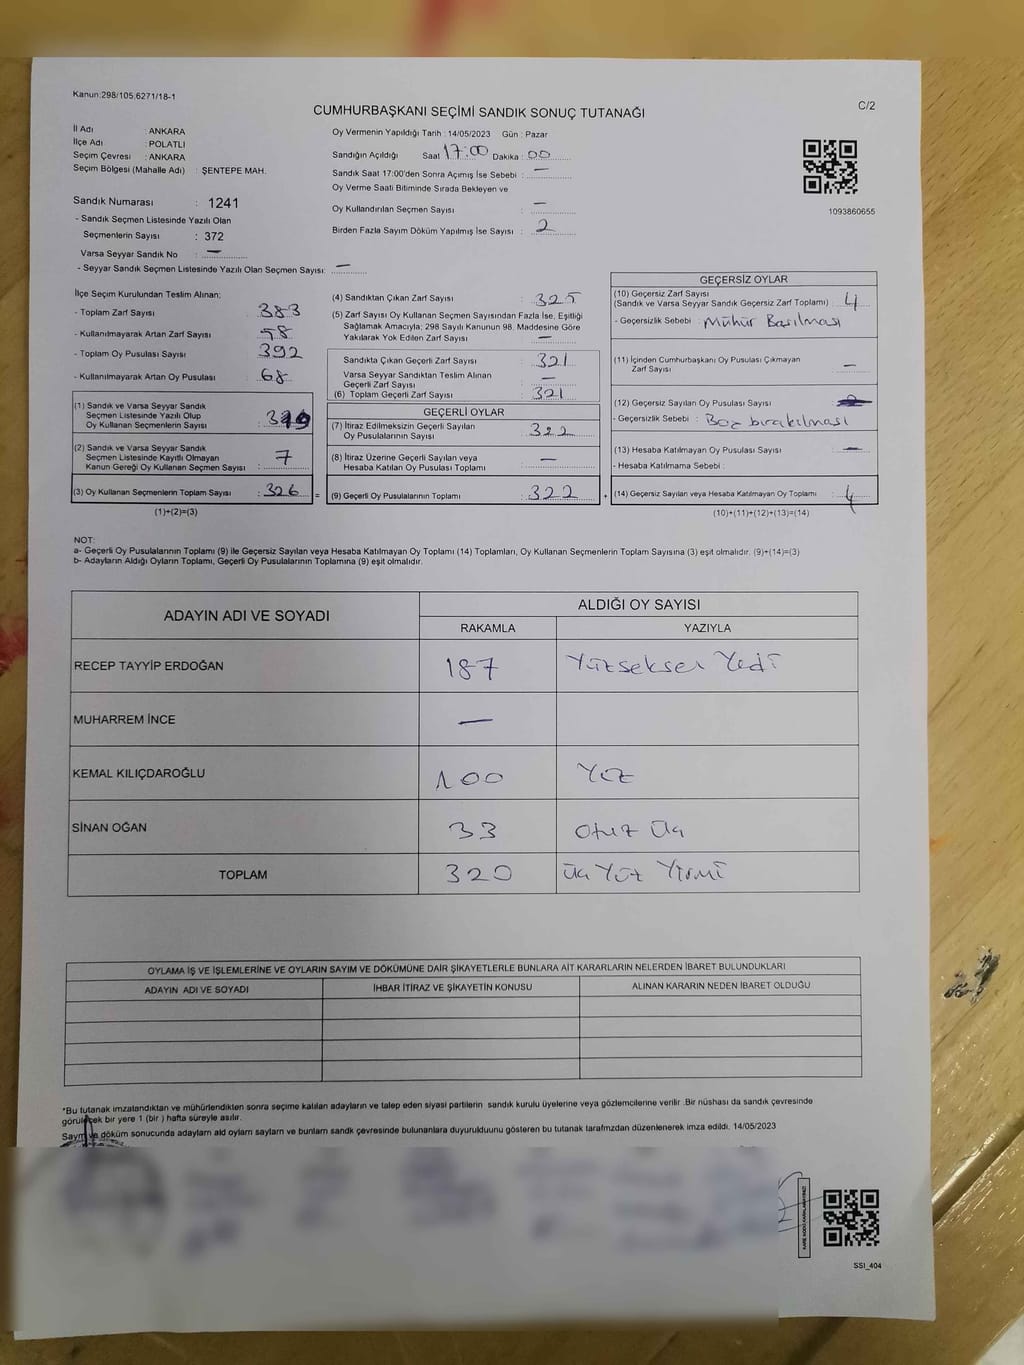 Kanun:298/105,6271/18-1
C/2
CUMHURBAŞKANI SEÇİMİ SANDIK SONUÇ TUTANAĞI
İl Adı : ANKARA
İlçe Adı : POLATLI
Seçim Çevresi : ANKARA
Seçim Bölgesi (Mahalle Adı) : ŞENTEPE MAH.
Sandık Numarası : 1241
- Sandık Seçmen Listesinde Yazılı Olan
Seçmenlerin Sayısı : 372
Varsa Seyyar Sandık No : —
- Seyyar Sandık Seçmen Listesinde Yazılı Olan Seçmen Sayısı: —
Oy Vermenin Yapıldığı Tarih : 14/05/2023 Gün : Pazar
Sandığın Açıldığı Saat 17:00 Dakika : 00
Sandık Saat 17:00'den Sonra Açımış İse Sebebi : —
Oy Verme Saati Bitiminde Sırada Bekleyen ve
Oy Kullandırılan Seçmen Sayısı : —
Birden Fazla Sayım Döküm Yapılmış İse Sayısı : 2
1093860655
İlçe Seçim Kurulundan Teslim Alınan;
- Toplam Zarf Sayısı : 383
- Kullanılmayarak Artan Zarf Sayısı : 58
- Toplam Oy Pusulası Sayısı : 392
- Kullanılmayarak Artan Oy Pusulası : 68
(1) Sandık ve Varsa Seyyar Sandık
Seçmen Listesinde Yazılı Olup
Oy Kullanan Seçmenlerin Sayısı : 319
(2) Sandık ve Varsa Seyyar Sandık
Seçmen Listesinde Kayıtlı Olmayan
Kanun Gereği Oy Kullanan Seçmen Sayısı : 7
(3) Oy Kullanan Seçmenlerin Toplam Sayısı : 326 =
(1)+(2)=(3)
(4) Sandıktan Çıkan Zarf Sayısı : 325
(5) Zarf Sayısı Oy Kullanan Seçmen Sayısından Fazla İse, Eşitliği
Sağlamak Amacıyla; 298 Sayılı Kanunun 98. Maddesine Göre
Yakılarak Yok Edilen Zarf Sayısı : —
Sandıkta Çıkan Geçerli Zarf Sayısı : 321
Varsa Seyyar Sandıktan Teslim Alınan
Geçerli Zarf Sayısı : —
(6) Toplam Geçerli Zarf Sayısı : 321
GEÇERLİ OYLAR
(7) İtiraz Edilmeksizin Geçerli Sayılan
Oy Pusulalarının Sayısı : 322
(8) İtiraz Üzerine Geçerli Sayılan veya
Hesaba Katılan Oy Pusulası Toplamı : —
(9) Geçerli Oy Pusulalarının Toplamı : 322 +
GEÇERSİZ OYLAR
(10) Geçersiz Zarf Sayısı
(Sandık ve Varsa Seyyar Sandık Geçersiz Zarf Toplamı) : 4
- Geçersizlik Sebebi : Mühür Basılması
(11) İçinden Cumhurbaşkanı Oy Pusulası Çıkmayan
Zarf Sayısı : —
(12) Geçersiz Sayılan Oy Pusulası Sayısı :
- Geçersizlik Sebebi : Boş bırakılması
(13) Hesaba Katılmayan Oy Pusulası Sayısı : —
- Hesaba Katılmama Sebebi :
(14) Geçersiz Sayılan veya Hesaba Katılmayan Oy Toplamı : 4
(10)+(11)+(12)+(13)=(14)
NOT:
a- Geçerli Oy Pusulalarının Toplamı (9) ile Geçersiz Sayılan veya Hesaba Katılmayan Oy Toplamı (14) Toplamları, Oy Kullanan Seçmenlerin Toplam Sayısına (3) eşit olmalıdır. (9)+(14)=(3)
b- Adayların Aldığı Oyların Toplamı, Geçerli Oy Pusulalarının Toplamına (9) eşit olmalıdır.
ADAYIN ADI VE SOYADI
ALDIĞI OY SAYISI
RAKAMLA
YAZIYLA
RECEP TAYYİP ERDOĞAN 187 Yüzseksen Yedi
MUHARREM İNCE —
KEMAL KILIÇDAROĞLU 100 Yüz
SİNAN OĞAN 33 Otuz Üç
TOPLAM 320 Üç Yüz Yirmi
OYLAMA İŞ VE İŞLEMLERİNE VE OYLARIN SAYIM VE DÖKÜMÜNE DAİR ŞİKAYETLERLE BUNLARA AİT KARARLARIN NELERDEN İBARET BULUNDUKLARI
ADAYIN ADI VE SOYADI
İHBAR İTİRAZ VE ŞİKAYETİN KONUSU
ALINAN KARARIN NEDEN İBARET OLDUĞU
*Bu tutanak imzalandıktan ve mühürlendikten sonra seçime katılan adayların ve talep eden siyasi partilerin sandık kurulu üyelerine veya gözlemcilerine verilir .Bir nüshası da sandık çevresinde
görülecek bir yere 1 (bir ) hafta süreyle asılır.
Sayım ve döküm sonucunda adayların ald oyların sayların ve bunların sandk çevresinde bulunanlara duyurulduunu gösteren bu tutanak tarafmzdan düzenlenerek imza edildi. 14/05/2023
SSI_404